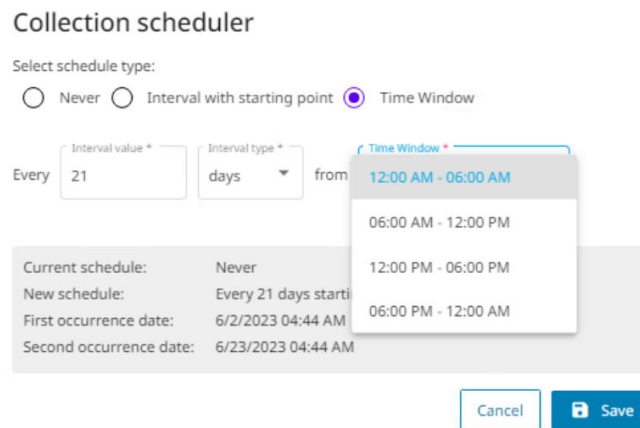 Collection scheduler
Select schedule type:
Never Interval with starting point Time Window
Interval value * Interval type * Time Window *
Every 21 days from 12:00 AM - 06:00 AM
06:00 AM - 12:00 PM
12:00 PM - 06:00 PM
06:00 PM - 12:00 AM
Current schedule: Never
New schedule: Every 21 days starti
First occurrence date: 6/2/2023 04:44 AM
Second occurrence date: 6/23/2023 04:44 AM
Cancel Save